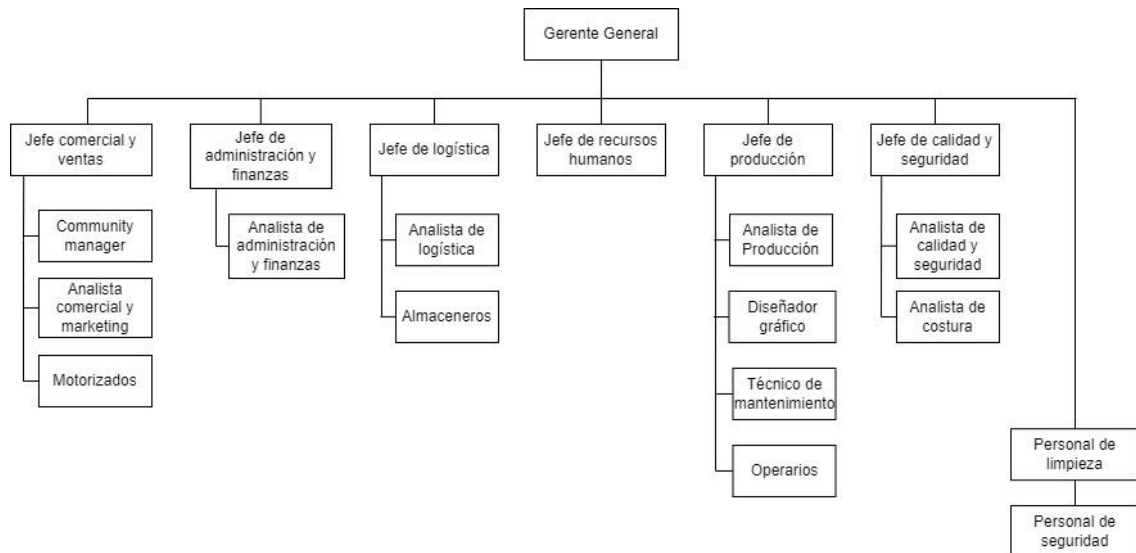 Gerente General
Jefe comercial y
ventas
Jefe de
administración y
finanzas
Jefe de logística
Jefe de recursos
humanos
Jefe de
producción
Jefe de calidad y
seguridad
Community
manager
Analista
comercial y
marketing
Motorizados
Analista de
administración
y finanzas
Analista de
logística
Almaceneros
Analista de
Producción
Diseñador
gráfico
Técnico de
mantenimiento
Operarios
Analista de
calidad y
seguridad
Analista de
costura
Personal de
limpieza
Personal de
seguridad